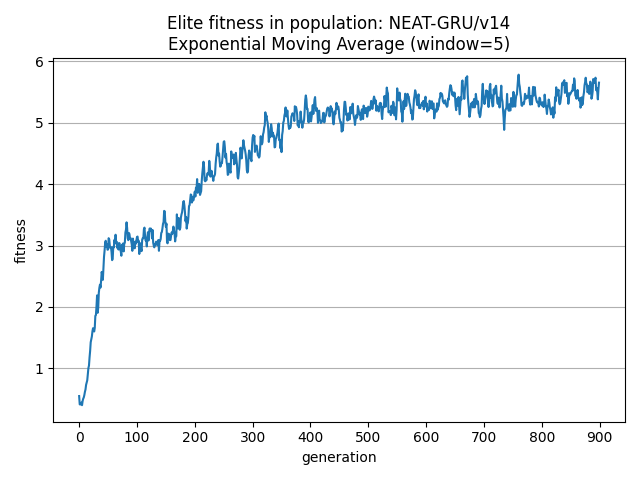 Elite fitness in population: NEAT-GRU/v14
Exponential Moving Average (window=5)
6
5
4
3
2
1
fitness
0 100 200 300 400 500 600 700 800 900
generation